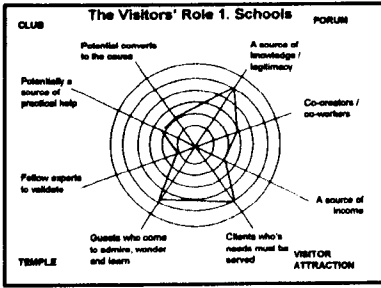 The Visitors' Role 1. Schools
CLUB
FORUM
Potential converts
to the cause
A source of
knowledge /
legitimacy
Potentially a
source of
practical help
Co-creators /
co-workers
Fellow experts
to validate
A source of
income
Guests who come
to admire, wonder
and learn
Clients who's
needs must be
served
TEMPLE
VISITOR
ATTRACTION